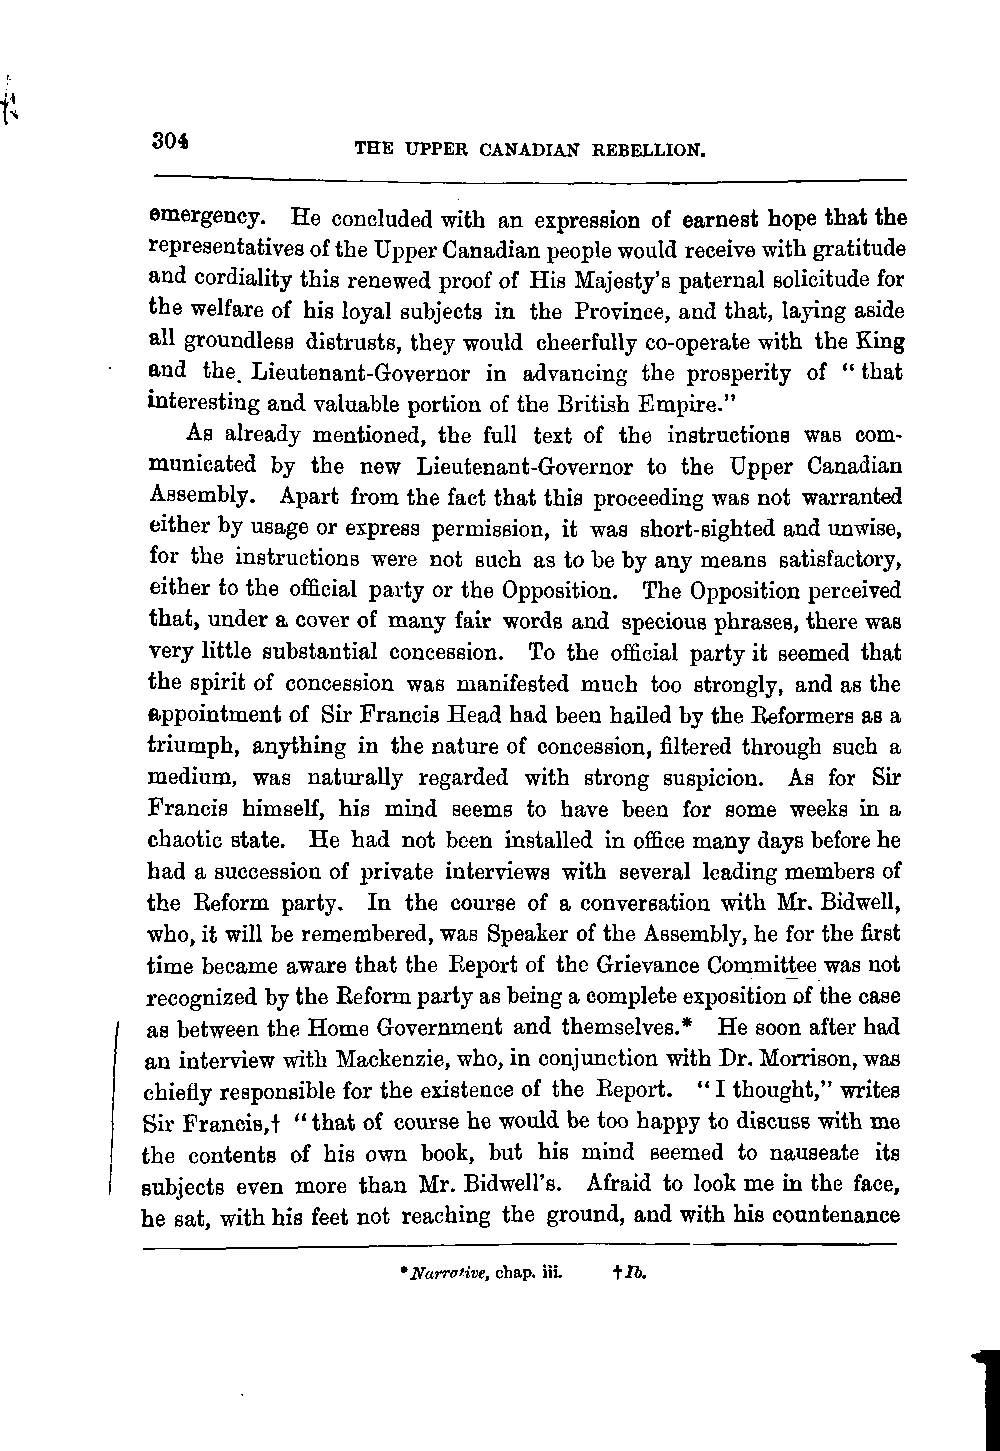 304
THE UPPER CANADIAN REBELLION.
emergency. He concluded with an expression of earnest hope that the
representatives of the Upper Canadian people would receive with gratitude
and cordiality this renewed proof of His Majesty's paternal solicitude for
the welfare of his loyal subjects in the Province, and that, laying aside
all groundless distrusts, they would cheerfully co-operate with the King
and the Lieutenant-Governor in advancing the prosperity of "that
interesting and valuable portion of the British Empire."
As already mentioned, the full text of the instructions was com-
municated by the new Lieutenant-Governor to the Upper Canadian
Assembly. Apart from the fact that this proceeding was not warranted
either by usage or express permission, it was short-sighted and unwise,
for the instructions were not such as to be by any means satisfactory,
either to the official party or the Opposition. The Opposition perceived
that, under a cover of many fair words and specious phrases, there was
very little substantial concession. To the official party it seemed that
the spirit of concession was manifested much too strongly, and as the
appointment of Sir Francis Head had been hailed by the Reformers as a
triumph, anything in the nature of concession, filtered through such a
medium, was naturally regarded with strong suspicion. As for Sir
Francis himself, his mind seems to have been for some weeks in a
chaotic state. He had not been installed in office many days before he
had a succession of private interviews with several leading members of
the Reform party. In the course of a conversation with Mr. Bidwell,
who, it will be remembered, was Speaker of the Assembly, he for the first
time became aware that the Report of the Grievance Committee was not
recognized by the Reform party as being a complete exposition of the case
as between the Home Government and themselves.* He soon after had
an interview with Mackenzie, who, in conjunction with Dr. Morrison, was
chiefly responsible for the existence of the Report. "I thought," writes
Sir Francis,† "that of course he would be too happy to discuss with me
the contents of his own book, but his mind seemed to nauseate its
subjects even more than Mr. Bidwell's. Afraid to look me in the face,
he sat, with his feet not reaching the ground, and with his countenance
*Narrative, chap. iii. †Ib.